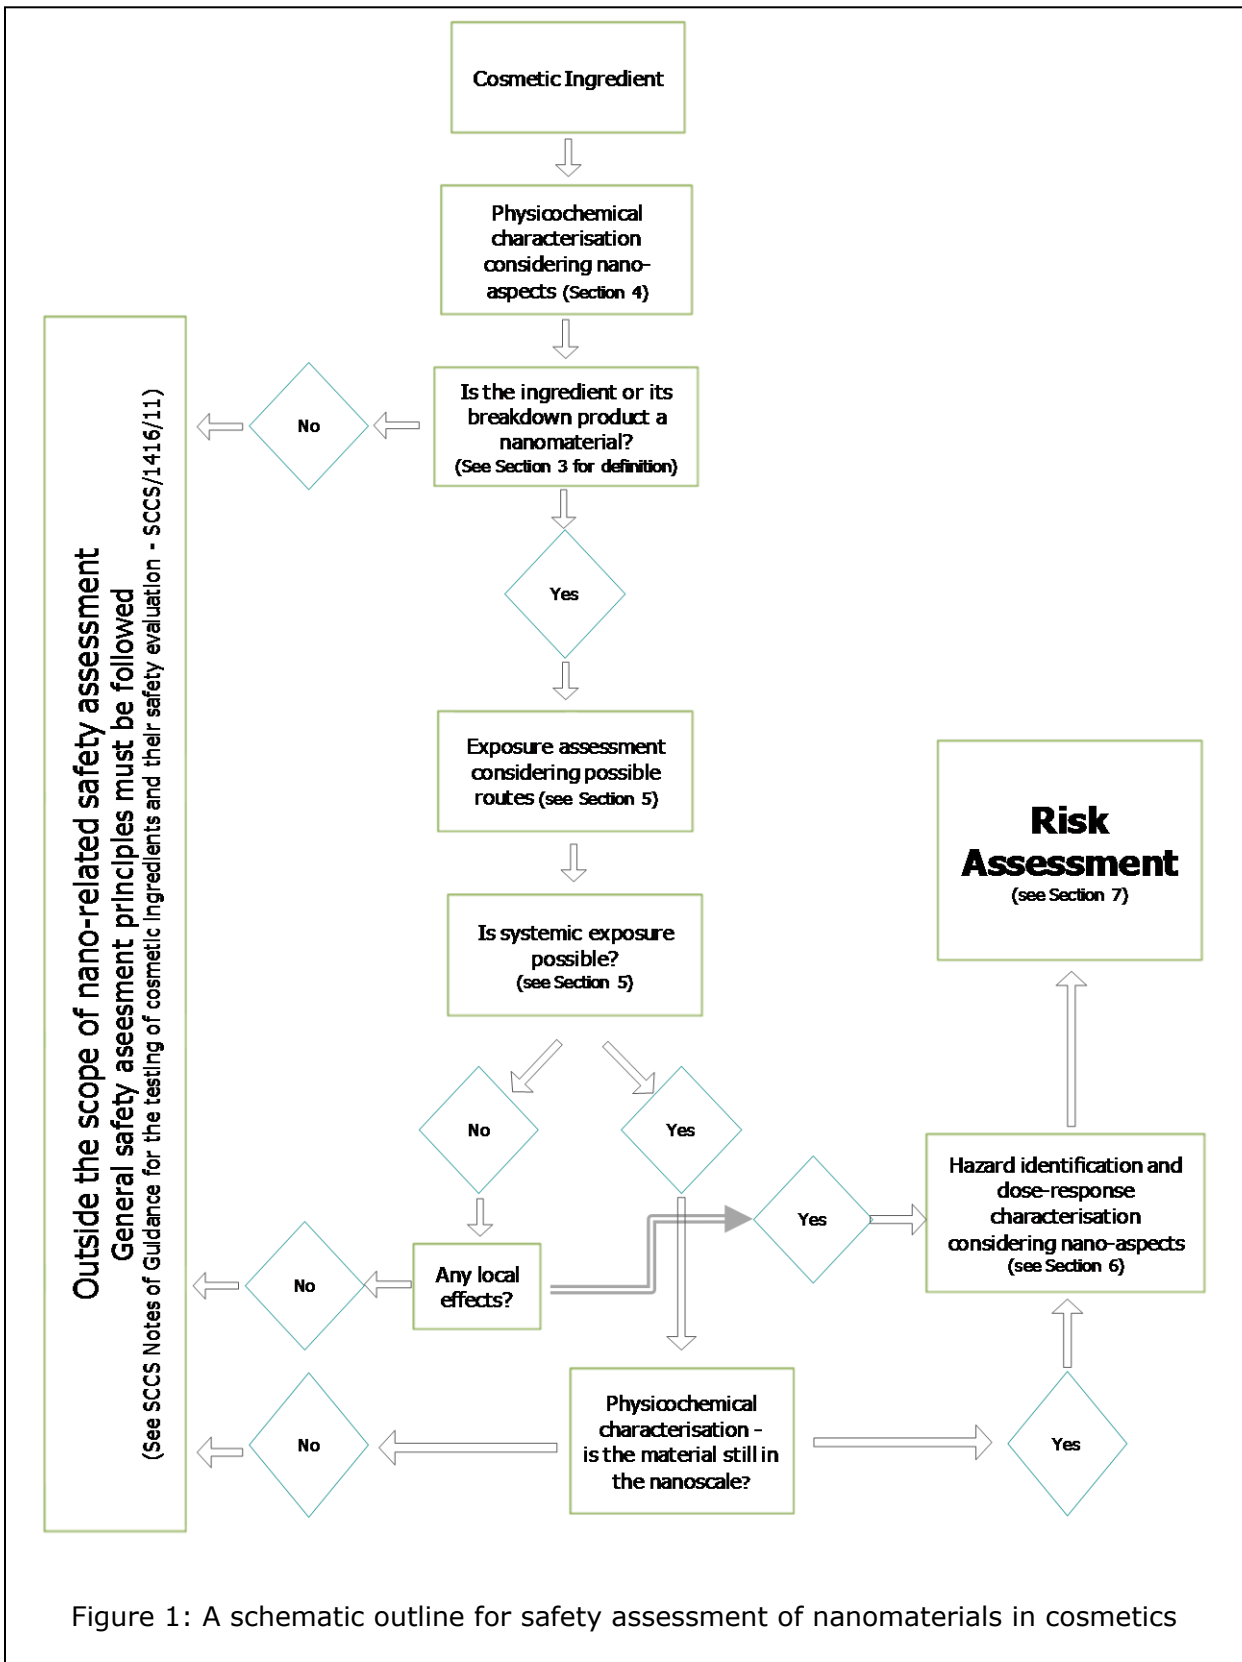 Cosmetic Ingredient
Physicochemical
characterisation
considering nano-
aspects (Section 4)
Is the ingredient or its
breakdown product a
nanomaterial?
(See Section 3 for definition)
No
Yes
Exposure assessment
considering possible
routes (see Section 5)
Is systemic exposure
possible?
(see Section 5)
No
Yes
Any local
effects?
No
Yes
Physicochemical
characterisation -
is the material still in
the nanoscale?
No
Yes
Hazard identification and
dose-response
characterisation
considering nano-aspects
(see Section 6)
Risk
Assessment
(see Section 7)
Outside the scope of nano-related safety assessment
General safety aseesment principles must be followed
(See SCCS Notes of Guidance for the testing of cosmetic ingredients and their safety evaluation - SCCS/1416/11)
Figure 1: A schematic outline for safety assessment of nanomaterials in cosmetics